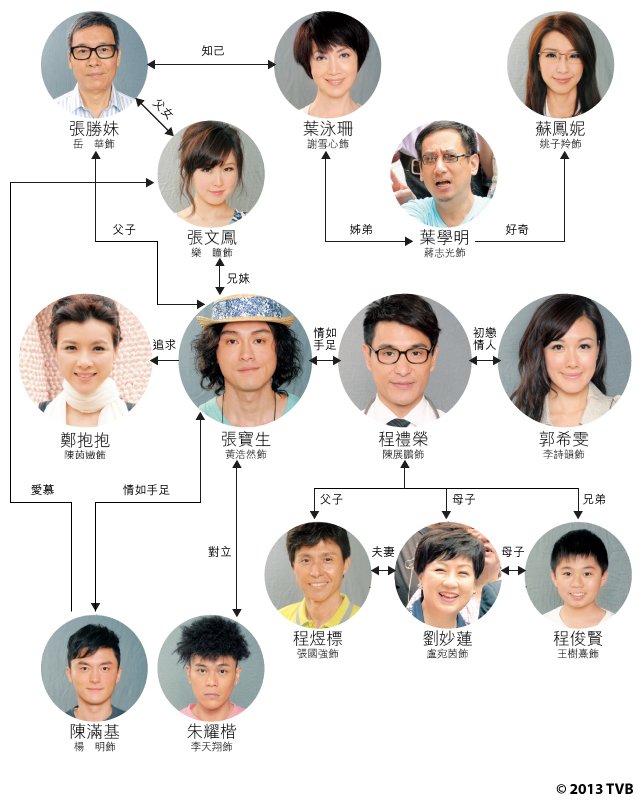 知己
張勝妹
岳　華飾
葉泳珊
謝雪心飾
蘇鳳妮
姚子羚飾
父女
張文鳳
樂　瞳飾
葉學明
蔣志光飾
父子
姊弟
好奇
兄妹
追求
情如
手足
初戀
情人
鄭抱抱
陳茵媺飾
張寶生
黃浩然飾
程禮榮
陳展鵬飾
郭希雯
李詩韻飾
愛慕
情如手足
對立
父子
母子
兄弟
夫妻
母子
程煜標
張國強飾
劉妙蓮
盧宛茵飾
程俊賢
王樹熹飾
陳滿基
楊　明飾
朱耀楷
李天翔飾
© 2013 TVB